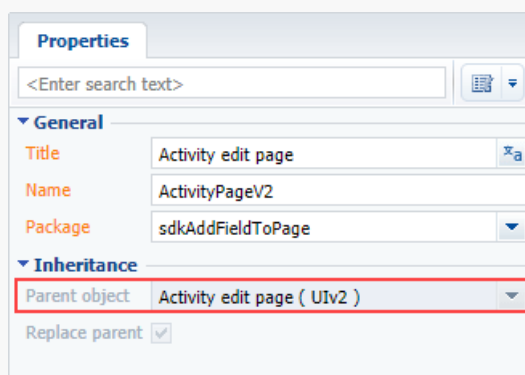 Properties
<Enter search text>
General
Title Activity edit page xa
Name ActivityPageV2
Package sdkAddFieldToPage
Inheritance
Parent object Activity edit page ( UIv2 )
Replace parent